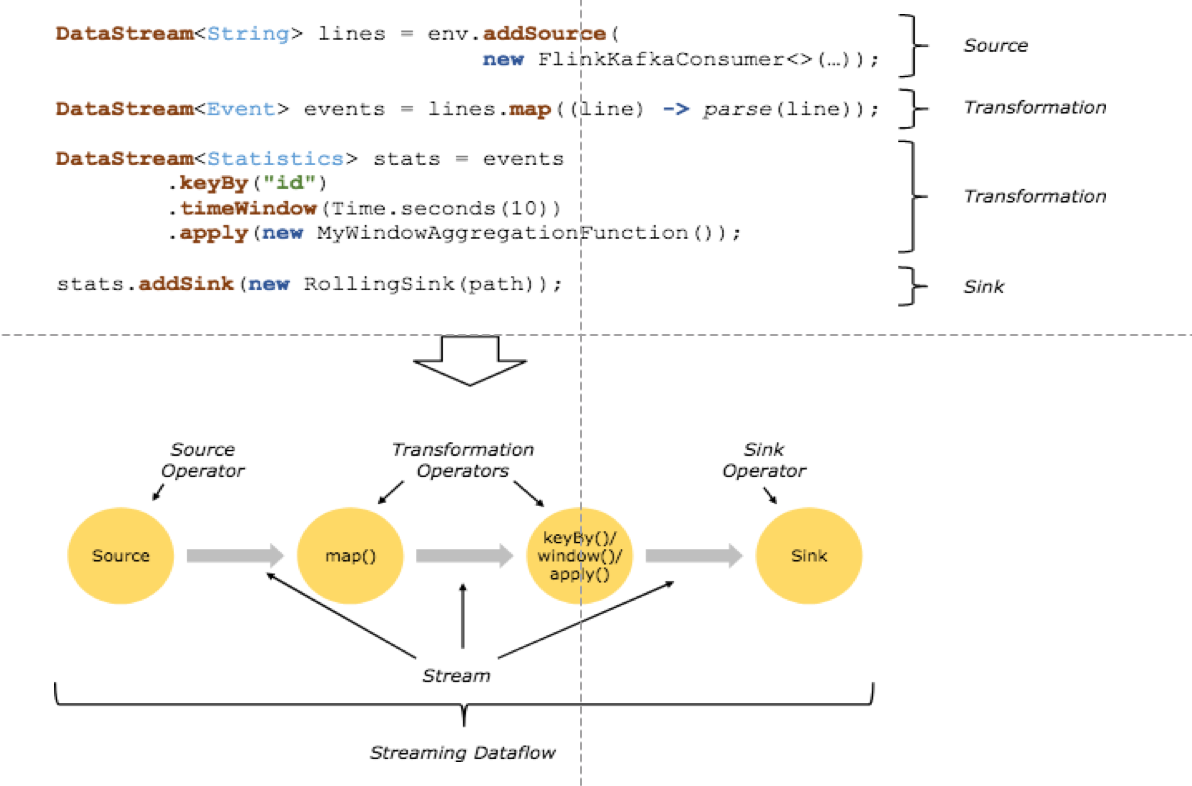 DataStream<String> lines = env.addSource(
new FlinkKafkaConsumer<>(…));
Source
DataStream<Event> events = lines.map((line) -> parse(line));
Transformation
DataStream<Statistics> stats = events
.keyBy("id")
.timeWindow(Time.seconds(10))
.apply(new MyWindowAggregationFunction());
Transformation
stats.addSink(new RollingSink(path));
Sink
Source
Operator
Transformation
Operators
Sink
Operator
Source
map()
keyBy()/
window()/
apply()
Sink
Stream
Streaming Dataflow